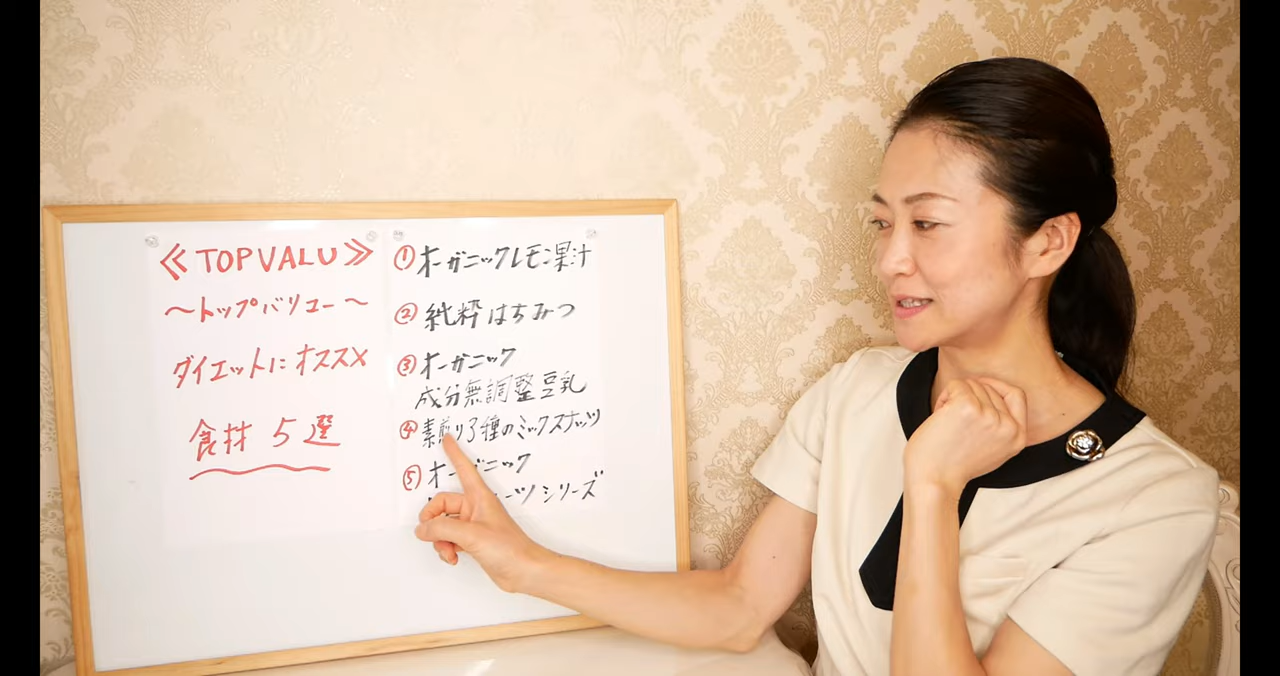 ≪TOPVALU≫
〜トップバリュー〜
ダイエットにオススメ
食材 5選
①オーガニックレモン果汁
②純粋はちみつ
③オーガニック
成分無調整豆乳
④素煎り3種のミックスナッツ
⑤オーガニック
ーツシリーズ